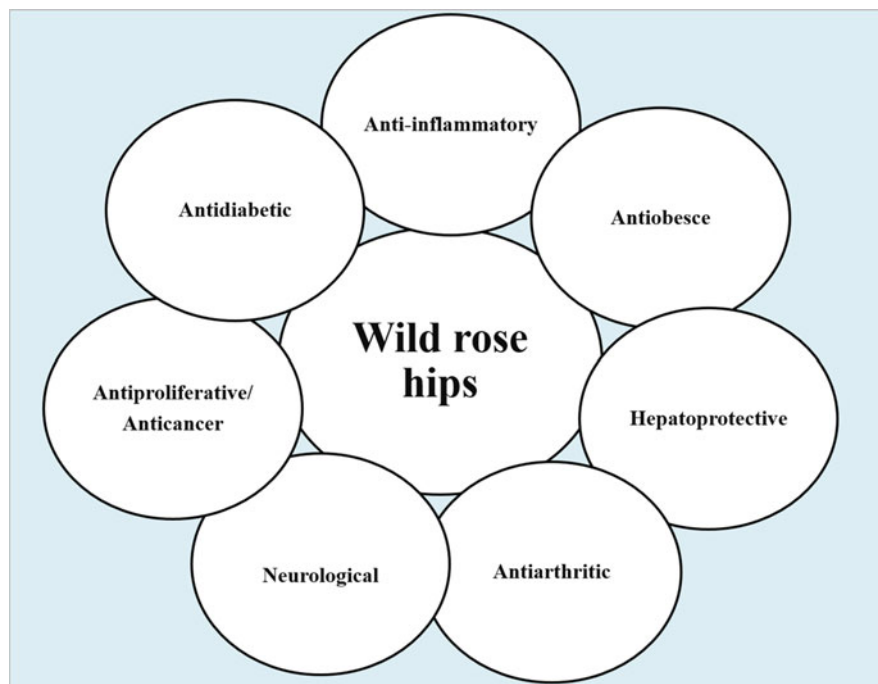 Anti-inflammatory
Antiobesce
Hepatoprotective
Antiarthritic
Neurological
Antiproliferative/
Anticancer
Antidiabetic
Wild rose
hips